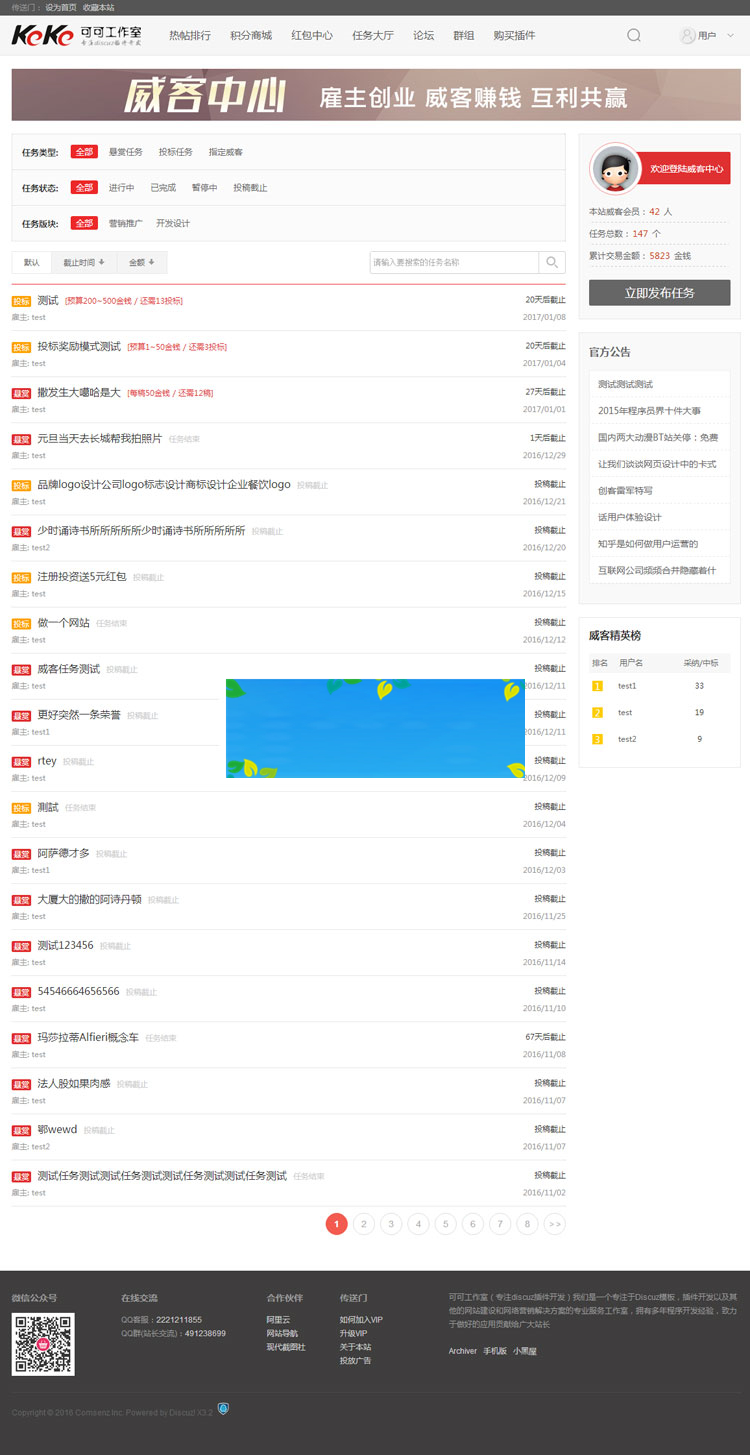 传送门： 设为首页 收藏本站
KeKe 可可工作室
专注discuz插件开发
热帖排行 积分商城 红包中心 任务大厅 论坛 群组 购买插件 用户
威客中心 雇主创业 威客赚钱 互利共赢
任务类型: 全部 悬赏任务 投标任务 指定威客
任务状态: 全部 进行中 已完成 暂停中 投稿截止
任务版块: 全部 营销推广 开发设计
默认 截止时间 金额 请输入要搜索的任务名称
投标 测试 [预算200~500金钱 / 还需13投标] 20天后截止
雇主: test 2017/01/08
投标 投标奖励模式测试 [预算1~50金钱 / 还需3投标] 20天后截止
雇主: test 2017/01/04
悬赏 撒发生大噶哈是大 [每稿50金钱 / 还需12稿] 27天后截止
雇主: test 2017/01/01
悬赏 元旦当天去长城帮我拍照片 任务结束 1天后截止
雇主: test 2016/12/29
投标 品牌logo设计公司logo标志设计商标设计企业餐饮logo 投稿截止 投稿截止
雇主: test 2016/12/21
悬赏 少时诵诗书所所所所所少时诵诗书所所所所所 投稿截止 投稿截止
雇主: test2 2016/12/20
投标 注册投资送5元红包 投稿截止 投稿截止
雇主: test 2016/12/15
投标 做一个网站 任务结束 投稿截止
雇主: test 2016/12/12
悬赏 威客任务测试 投稿截止 投稿截止
雇主: test 2016/12/11
悬赏 更好突然一条荣誉 投稿截止 投稿截止
雇主: test1 2016/12/11
悬赏 rtey 投稿截止 投稿截止
雇主: test 2016/12/09
投标 測試 任务结束 投稿截止
雇主: test 2016/12/04
悬赏 阿萨德才多 投稿截止 投稿截止
雇主: test1 2016/12/03
悬赏 大厦大的撒的阿诗丹顿 投稿截止 投稿截止
雇主: test 2016/11/25
悬赏 测试123456 投稿截止 投稿截止
雇主: test 2016/11/14
悬赏 54546664656566 投稿截止 投稿截止
雇主: test 2016/11/10
悬赏 玛莎拉蒂Alfieri概念车 任务结束 67天后截止
雇主: test 2016/11/08
悬赏 法人股如果肉感 投稿截止 投稿截止
雇主: test 2016/11/07
悬赏 鄂wewd 投稿截止 投稿截止
雇主: test2 2016/11/07
悬赏 测试任务测试测试任务测试测试任务测试测试任务测试 任务结束 投稿截止
雇主: test 2016/11/02
1 2 3 4 5 6 7 8 >>
欢迎登陆威客中心
本站威客会员： 42 人
任务总数： 147 个
累计交易金额： 5823 金钱
立即发布任务
官方公告
测试测试测试
2015年程序员界十件大事
国内两大动漫BT站关停：免费
让我们谈谈网页设计中的卡式
创客雷军特写
话用户体验设计
知乎是如何做用户运营的
互联网公司频频合并隐藏着什
威客精英榜
排名 用户名 采纳/中标
1 test1 33
2 test 19
3 test2 9
微信公众号
在线交流
QQ客服：2221211855
QQ群(站长交流)：491238699
合作伙伴
阿里云
网站导航
现代裁图社
传送门
如何加入VIP
升级VIP
关于本站
投放广告
可可工作室（专注discuz插件开发）我们是一个专注于Discuz模板，插件开发以及其
他的网站建设和网络营销解决方案的专业服务工作室，拥有多年程序开发经验，致力
于做好的应用贡献给广大站长
Archiver 手机版 小黑屋
Copyright © 2016 Comsenz Inc. Powered by Discuz! X3.2